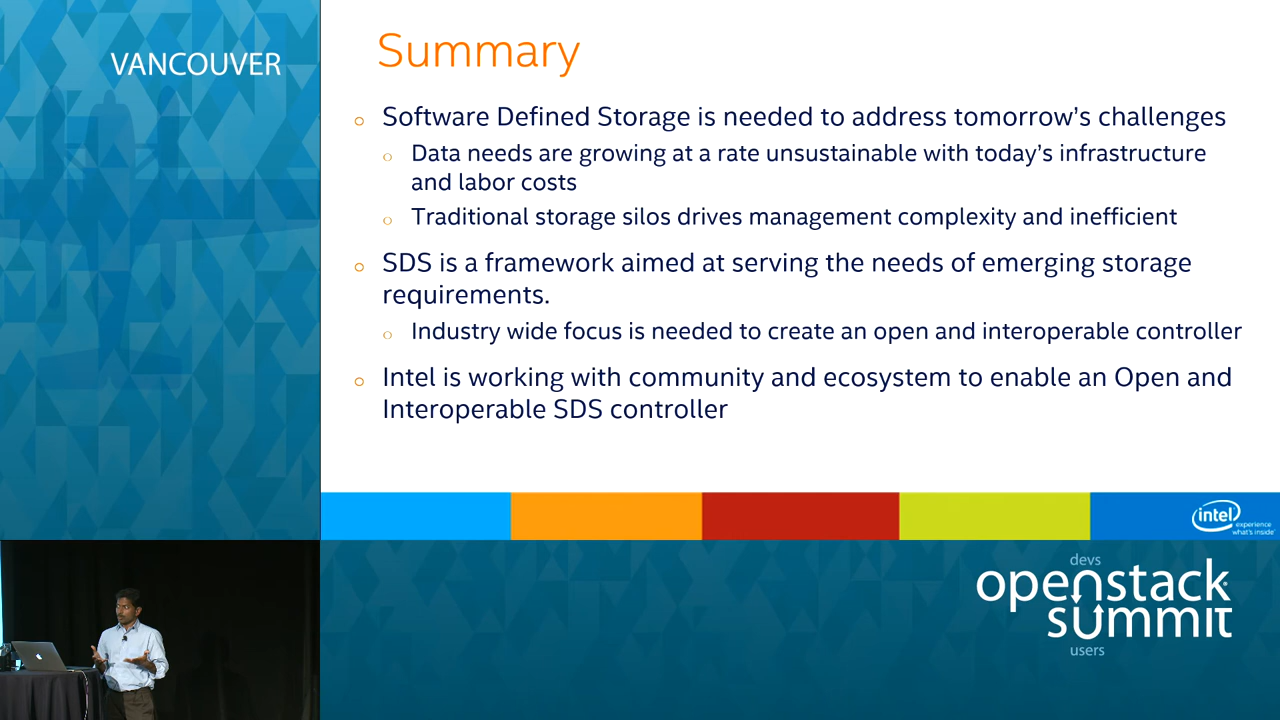 VANCOUVER
Summary
Software Defined Storage is needed to address tomorrow's challenges
Data needs are growing at a rate unsustainable with today's infrastructure
and labor costs
Traditional storage silos drives management complexity and inefficient
SDS is a framework aimed at serving the needs of emerging storage
requirements.
Industry wide focus is needed to create an open and interoperable controller
Intel is working with community and ecosystem to enable an Open and
Interoperable SDS controller
intel
experience
what's inside
devs
openstack
summit
users